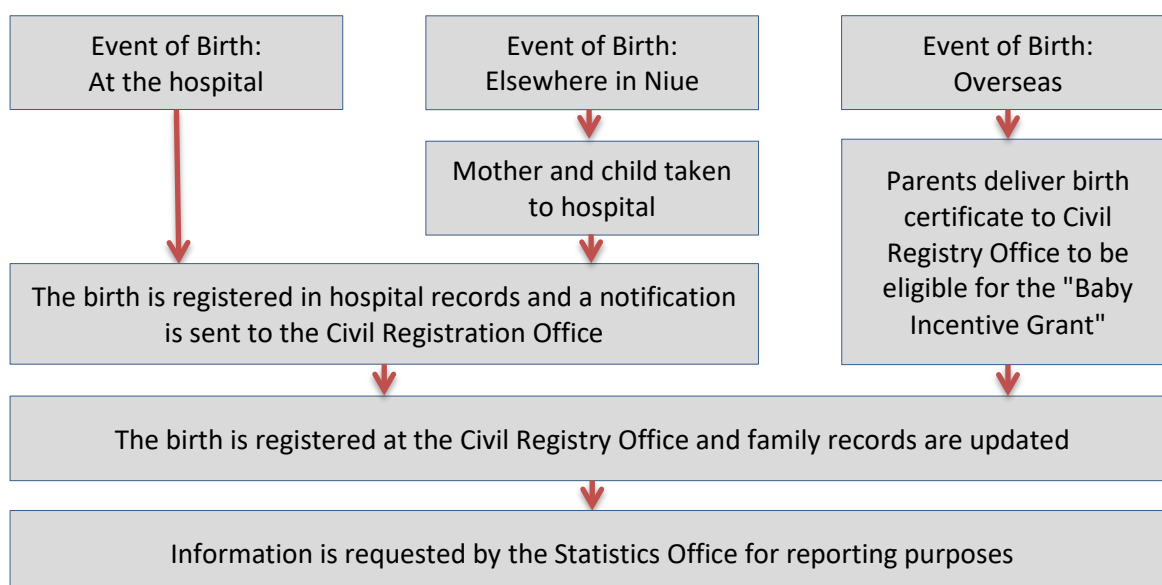 Event of Birth:
At the hospital
Event of Birth:
Elsewhere in Niue
Event of Birth:
Overseas
Mother and child taken
to hospital
Parents deliver birth
certificate to Civil
Registry Office to be
eligible for the "Baby
Incentive Grant"
The birth is registered in hospital records and a notification
is sent to the Civil Registration Office
The birth is registered at the Civil Registry Office and family records are updated
Information is requested by the Statistics Office for reporting purposes